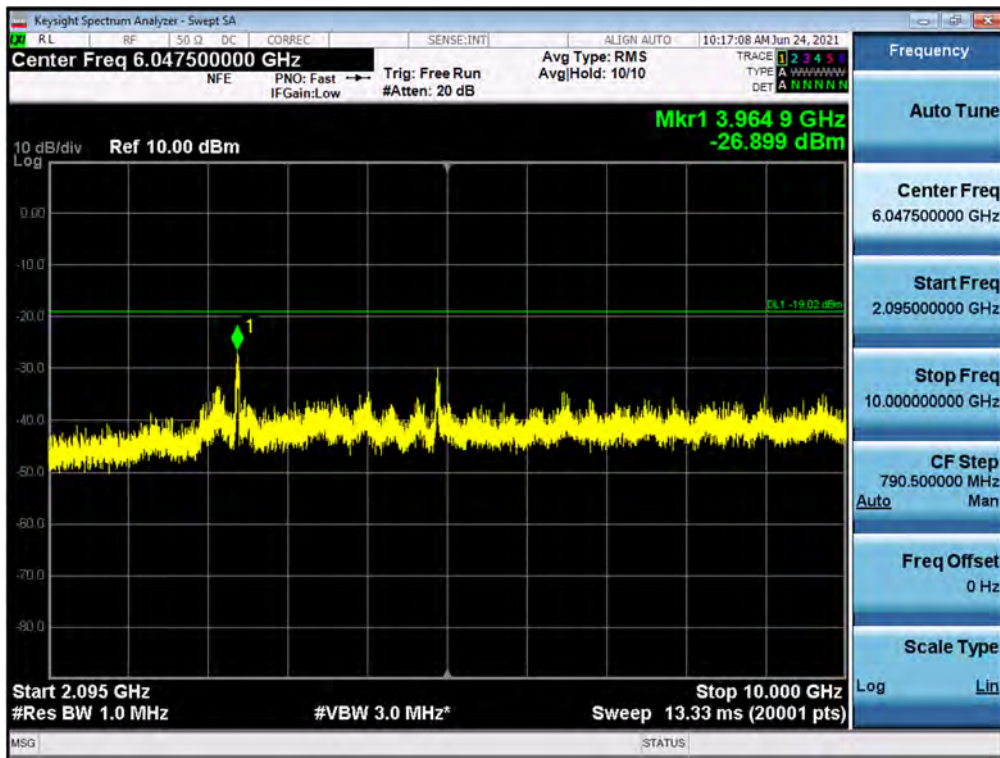 Keysight Spectrum Analyzer - Swept SA
LXI RL RF 50 Ω DC CORREC SENSE:INT ALIGN AUTO 10:17:08 AM Jun 24, 2021
Center Freq 6.047500000 GHz
NFE
PNO: Fast
IFGain:Low
Trig: Free Run
#Atten: 20 dB
Avg Type: RMS
Avg|Hold: 10/10
TRACE 1 2 3 4 5 6
TYPE A WWWWW
DET A N N N N N
Mkr1 3.964 9 GHz
-26.899 dBm
10 dB/div Ref 10.00 dBm
Log
0.00
-10.0
DL1 -19.02 dBm
-20.0
1
-30.0
-40.0
-50.0
-60.0
-70.0
-80.0
Start 2.095 GHz Stop 10.000 GHz
#Res BW 1.0 MHz #VBW 3.0 MHz* Sweep 13.33 ms (20001 pts)
MSG STATUS
Frequency
Auto Tune
Center Freq
6.047500000 GHz
Start Freq
2.095000000 GHz
Stop Freq
10.000000000 GHz
CF Step
790.500000 MHz
Auto Man
Freq Offset
0 Hz
Scale Type
Log Lin